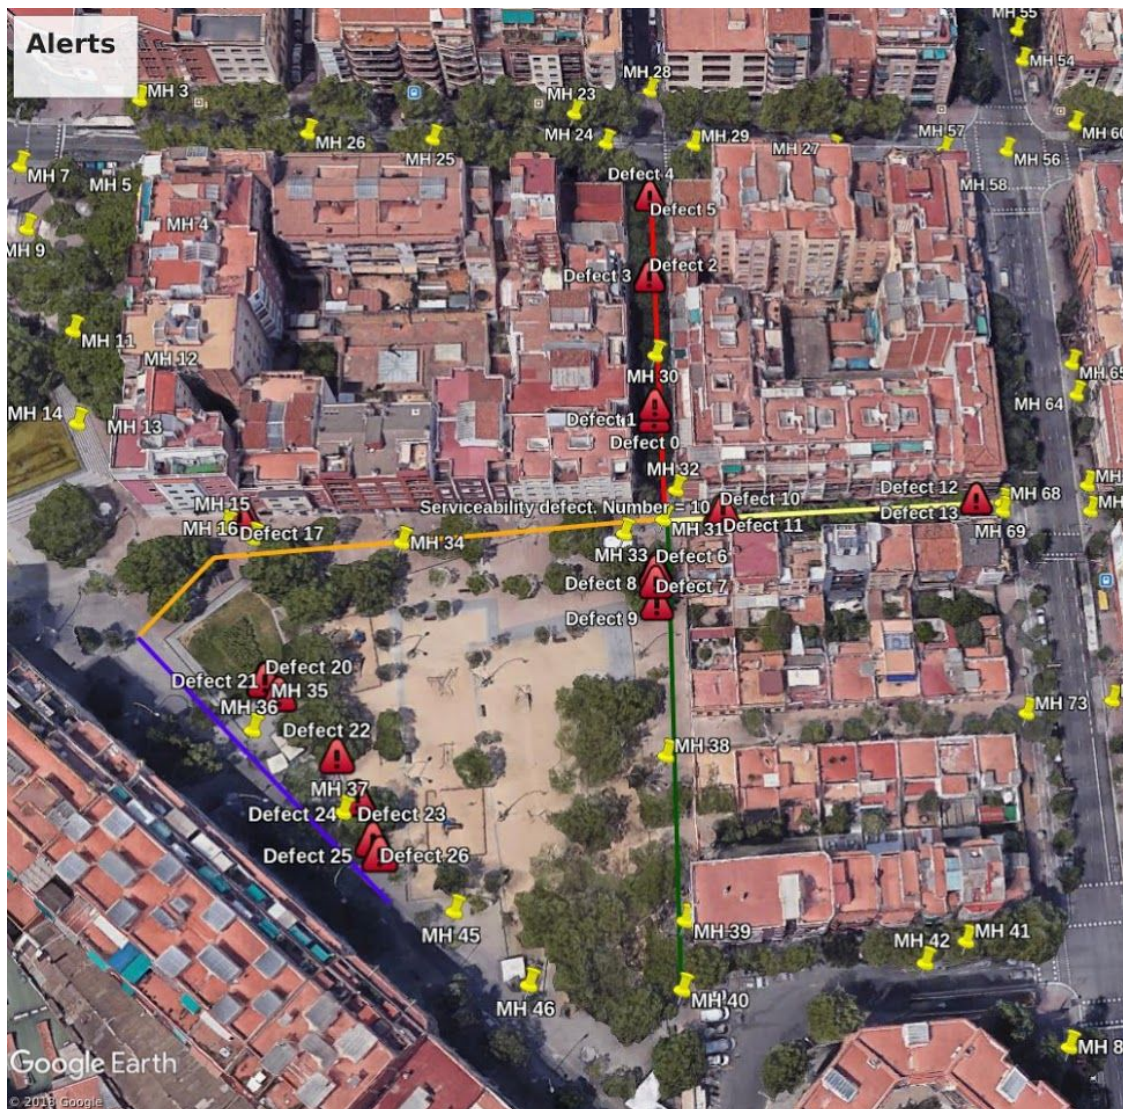 Alerts
MH 55
MH 54
MH 28
MH 3
MH 23
MH 26
MH 25
MH 24
MH 29
MH 27
MH 57
MH 60
MH 56
MH 7
MH 5
Defect 4
MH 58
Defect 5
MH 4
MH 9
Defect 3
Defect 2
MH 11
MH 12
MH 30
MH 65
MH 64
MH 14
MH 13
Defect 1
Defect 0
MH 32
MH
Defect 12
MH 68
MH 15
Serviceability defect. Number = 10
Defect 10
MH
Defect 13
MH 16
Defect 17
MH 31
Defect 11
MH 69
MH 34
MH 33
Defect 6
Defect 8
Defect 7
Defect 9
Defect 20
Defect 21
MH 35
MH 36
MH 73
Defect 22
MH 38
MH 37
Defect 24
Defect 23
Defect 25
Defect 26
MH 45
MH 39
MH 42
MH 41
MH 46
MH 40
MH 8
Google Earth
© 2018 Google